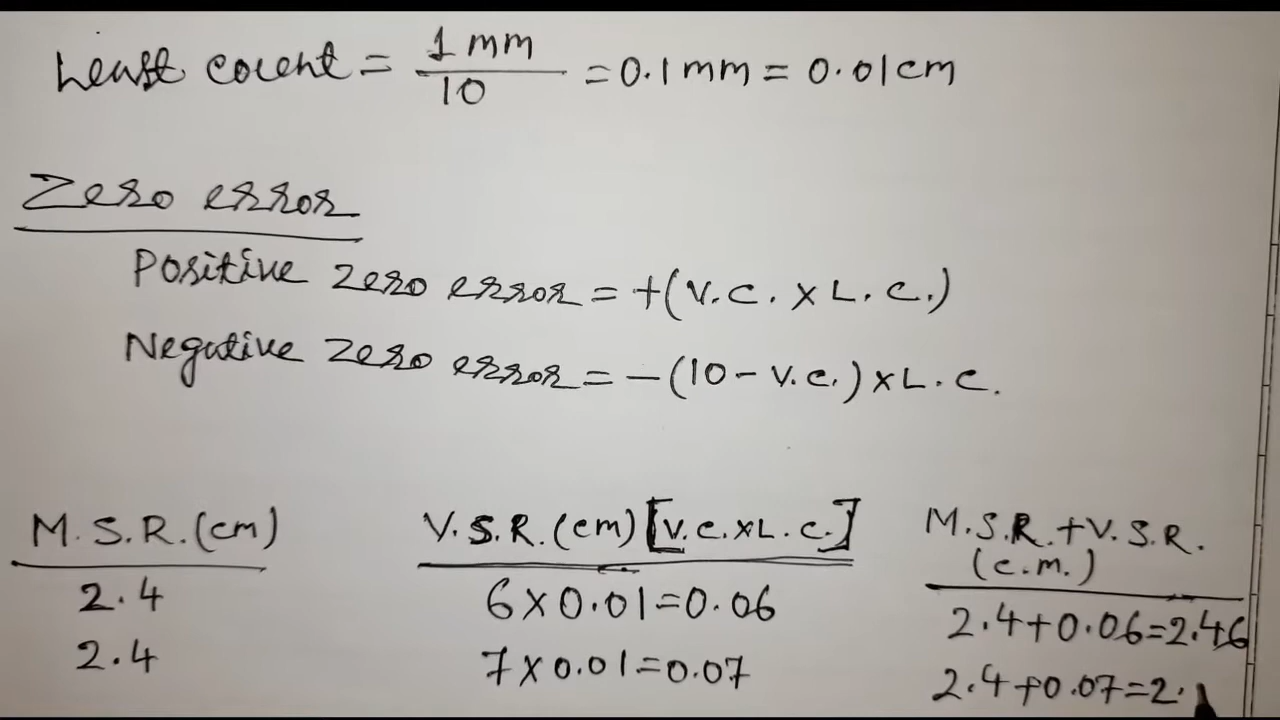 Least count = 1 mm / 10 = 0.1 mm = 0.01 cm
Zero error
Positive zero error = +(V.C. × L.C.)
Negative zero error = -(10 - V.C.) × L.C.
M.S.R. (cm) V.S.R. (cm) [V.C. × L.C.] M.S.R. + V.S.R. (c.m.)
2.4 6 × 0.01 = 0.06 2.4 + 0.06 = 2.46
2.4 7 × 0.01 = 0.07 2.4 + 0.07 = 2.